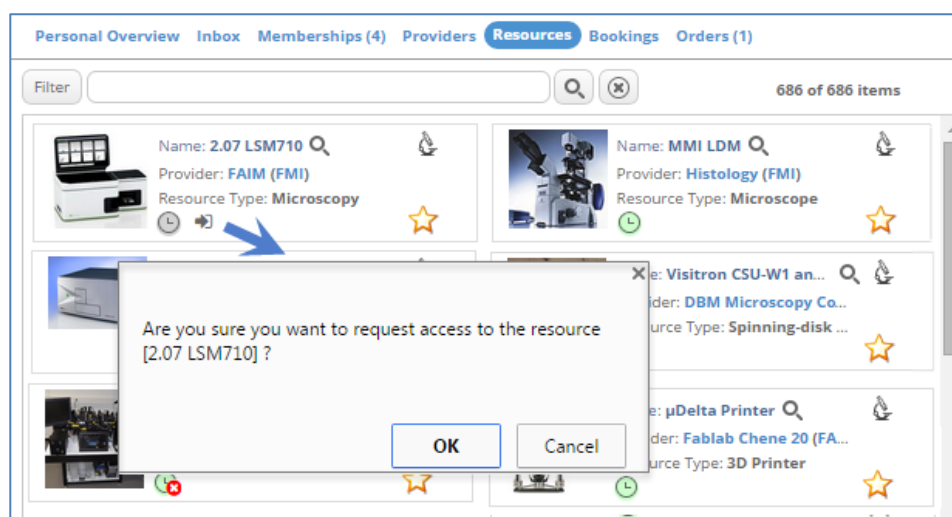 Personal Overview Inbox Memberships (4) Providers Resources Bookings Orders (1)
Filter
686 of 686 items
Name: 2.07 LSM710
Provider: FAIM (FMI)
Resource Type: Microscopy
Name: MMI LDM
Provider: Histology (FMI)
Resource Type: Microscope
Are you sure you want to request access to the resource
[2.07 LSM710] ?
OK Cancel
: Visitron CSU-W1 an...
der: DBM Microscopy Co...
urce Type: Spinning-disk ...
: µDelta Printer
der: Fablab Chene 20 (FA...
urce Type: 3D Printer